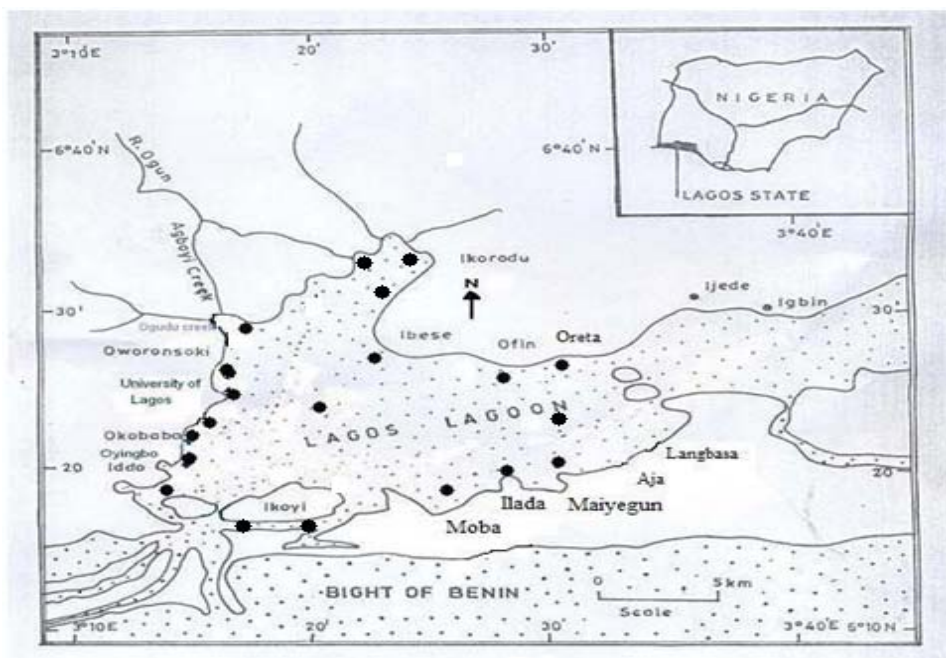 3°10'E 20' 30'
NIGERIA
LAGOS STATE
6°40'N 6°40'N
3°40'E
R. Ogun
Agboyi Creek
Ikorodu
N
Ijede
Igbin
30' 30'
Ogudu creek
Ibese
Ofin Oreta
Oworonsoki
University of
Lagos
LAGOS LAGOON
Okobaba
Oyingbo
Iddo
20 20
Langbasa
Aja
Ikoyi
Ilada
Maiyegun
Moba
BIGHT OF BENIN
0 5km
Scale
3°10'E 20' 30' 3°40'E 6°10'N